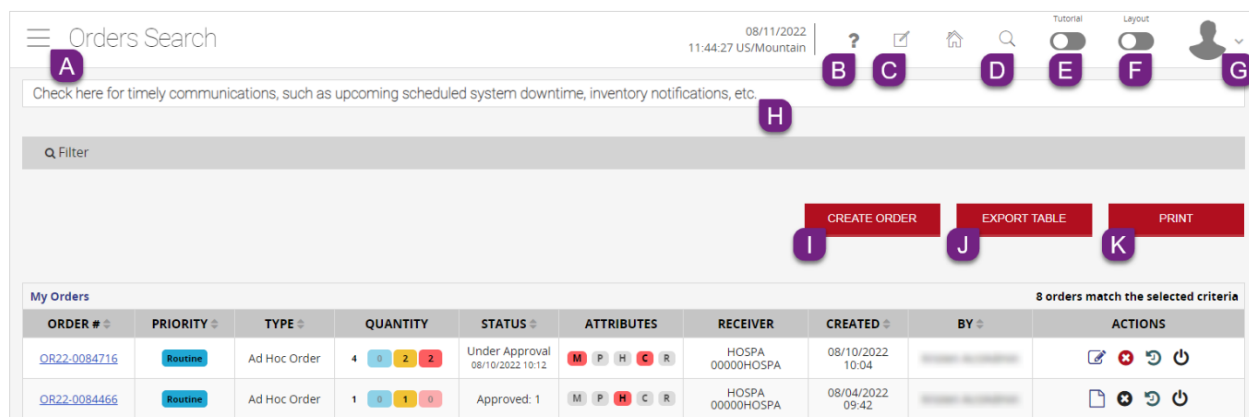 Tutorial Layout
08/11/2022
Orders Search 11:44:27 US/Mountain ?
A B C D E F G
Check here for timely communications, such as upcoming scheduled system downtime, inventory notifications, etc.
H
Filter
CREATE ORDER EXPORT TABLE PRINT
I J K
My Orders 8 orders match the selected criteria
ORDER # PRIORITY TYPE QUANTITY STATUS ATTRIBUTES RECEIVER CREATED BY ACTIONS
OR22-0084716 Routine Ad Hoc Order 4 0 2 2 Under Approval M P H C R HOSPA 08/10/2022
08/10/2022 10:12 00000HOSPA 10:04
OR22-0084466 Routine Ad Hoc Order 1 0 1 0 Approved: 1 M P H C R HOSPA 08/04/2022
00000HOSPA 09:42